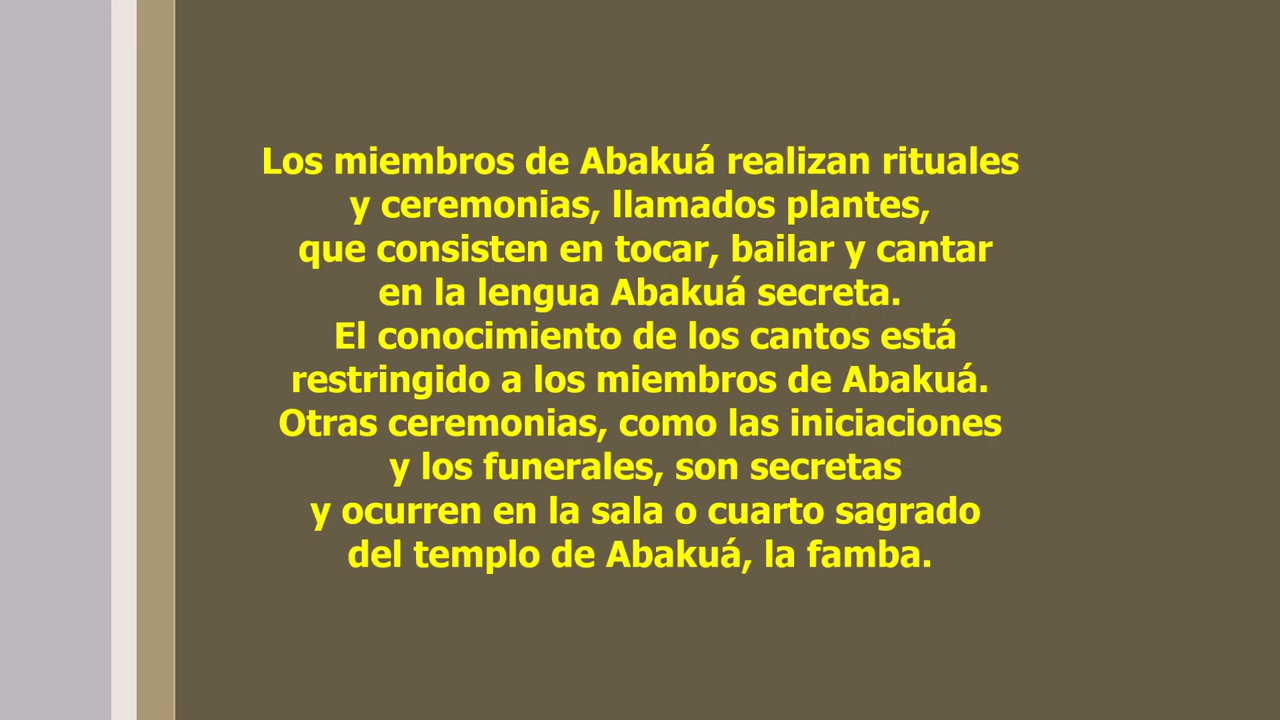 Los miembros de Abakuá realizan rituales
y ceremonias, llamados plantes,
que consisten en tocar, bailar y cantar
en la lengua Abakuá secreta.
El conocimiento de los cantos está
restringido a los miembros de Abakuá.
Otras ceremonias, como las iniciaciones
y los funerales, son secretas
y ocurren en la sala o cuarto sagrado
del templo de Abakuá, la famba.